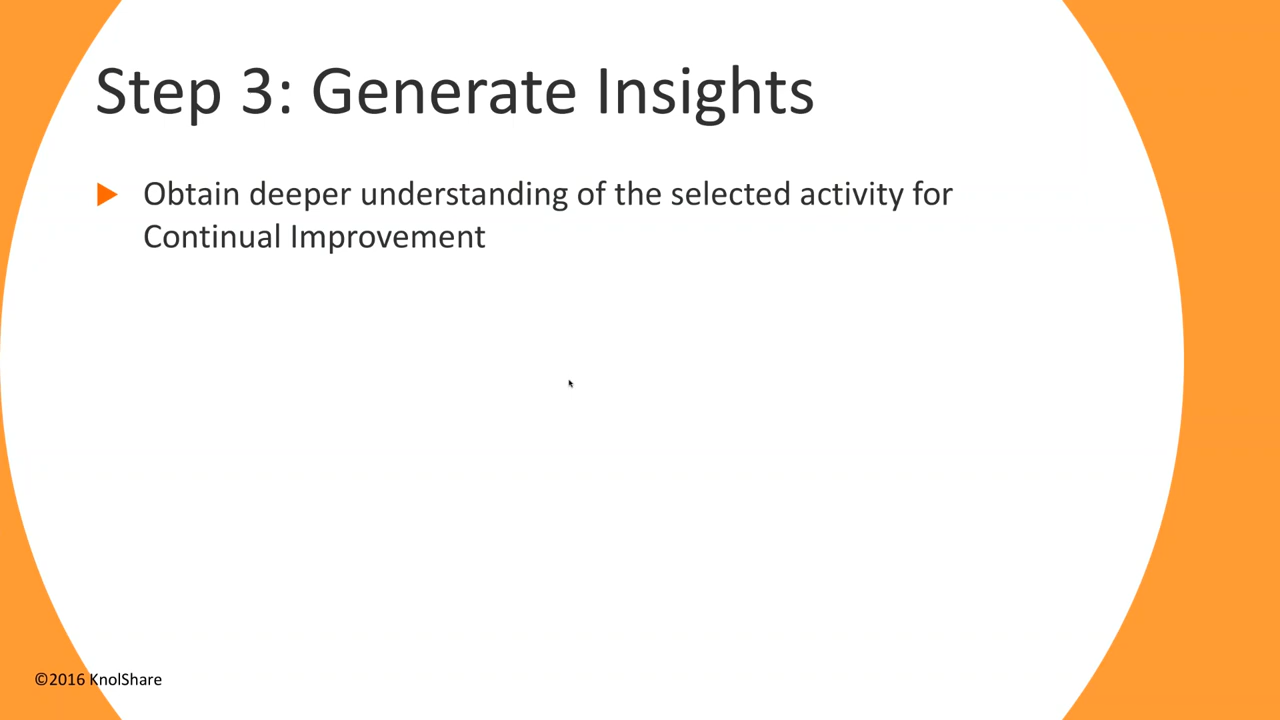 Step 3: Generate Insights
Obtain deeper understanding of the selected activity for
Continual Improvement
©2016 KnolShare